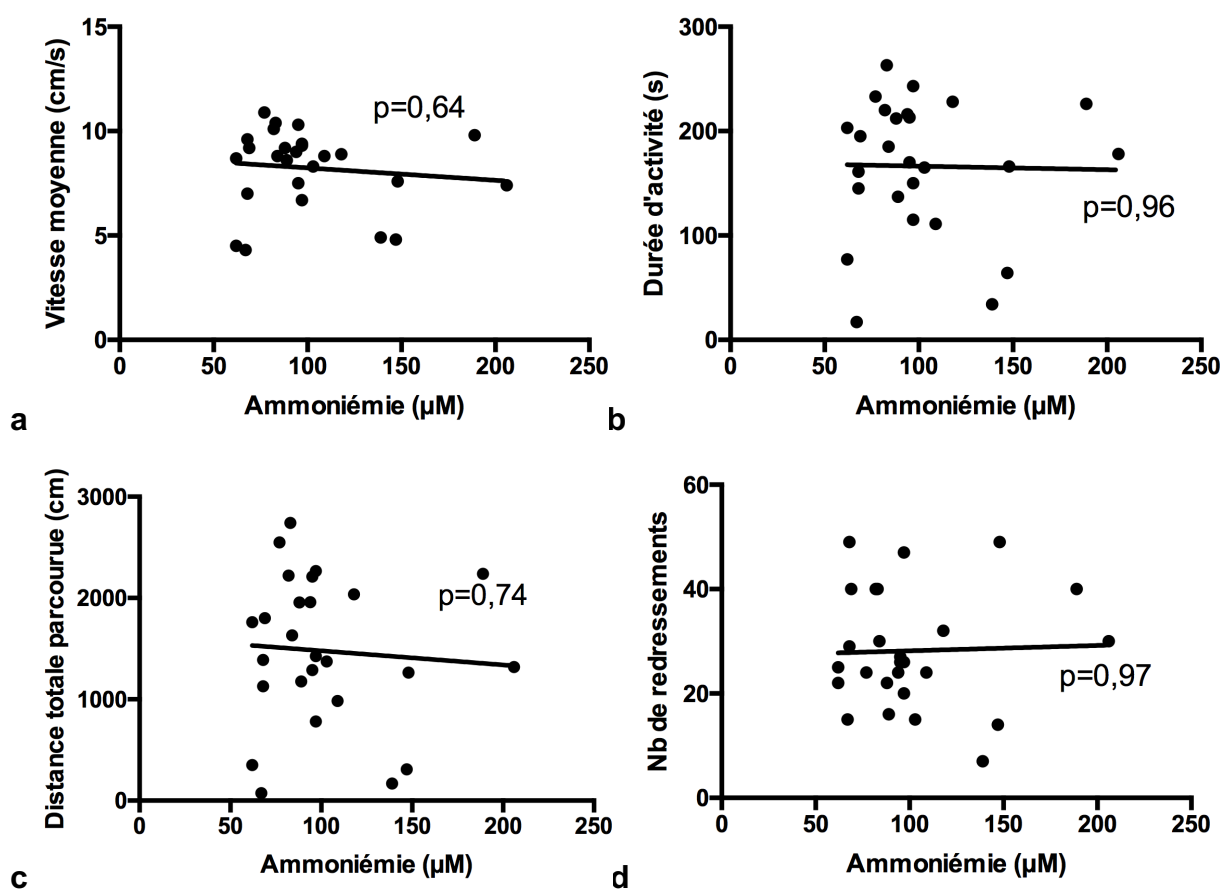 15
10
5
0
0 50 100 150 200 250
Vitesse moyenne (cm/s)
p=0,64
Ammoniémie (µM)
a
300
200
100
0
0 50 100 150 200 250
Durée d'activité (s)
p=0,96
Ammoniémie (µM)
b
3000
2000
1000
0
0 50 100 150 200 250
Distance totale parcourue (cm)
p=0,74
Ammoniémie (µM)
c
60
40
20
0
0 50 100 150 200 250
Nb de redressements
p=0,97
Ammoniémie (µM)
d